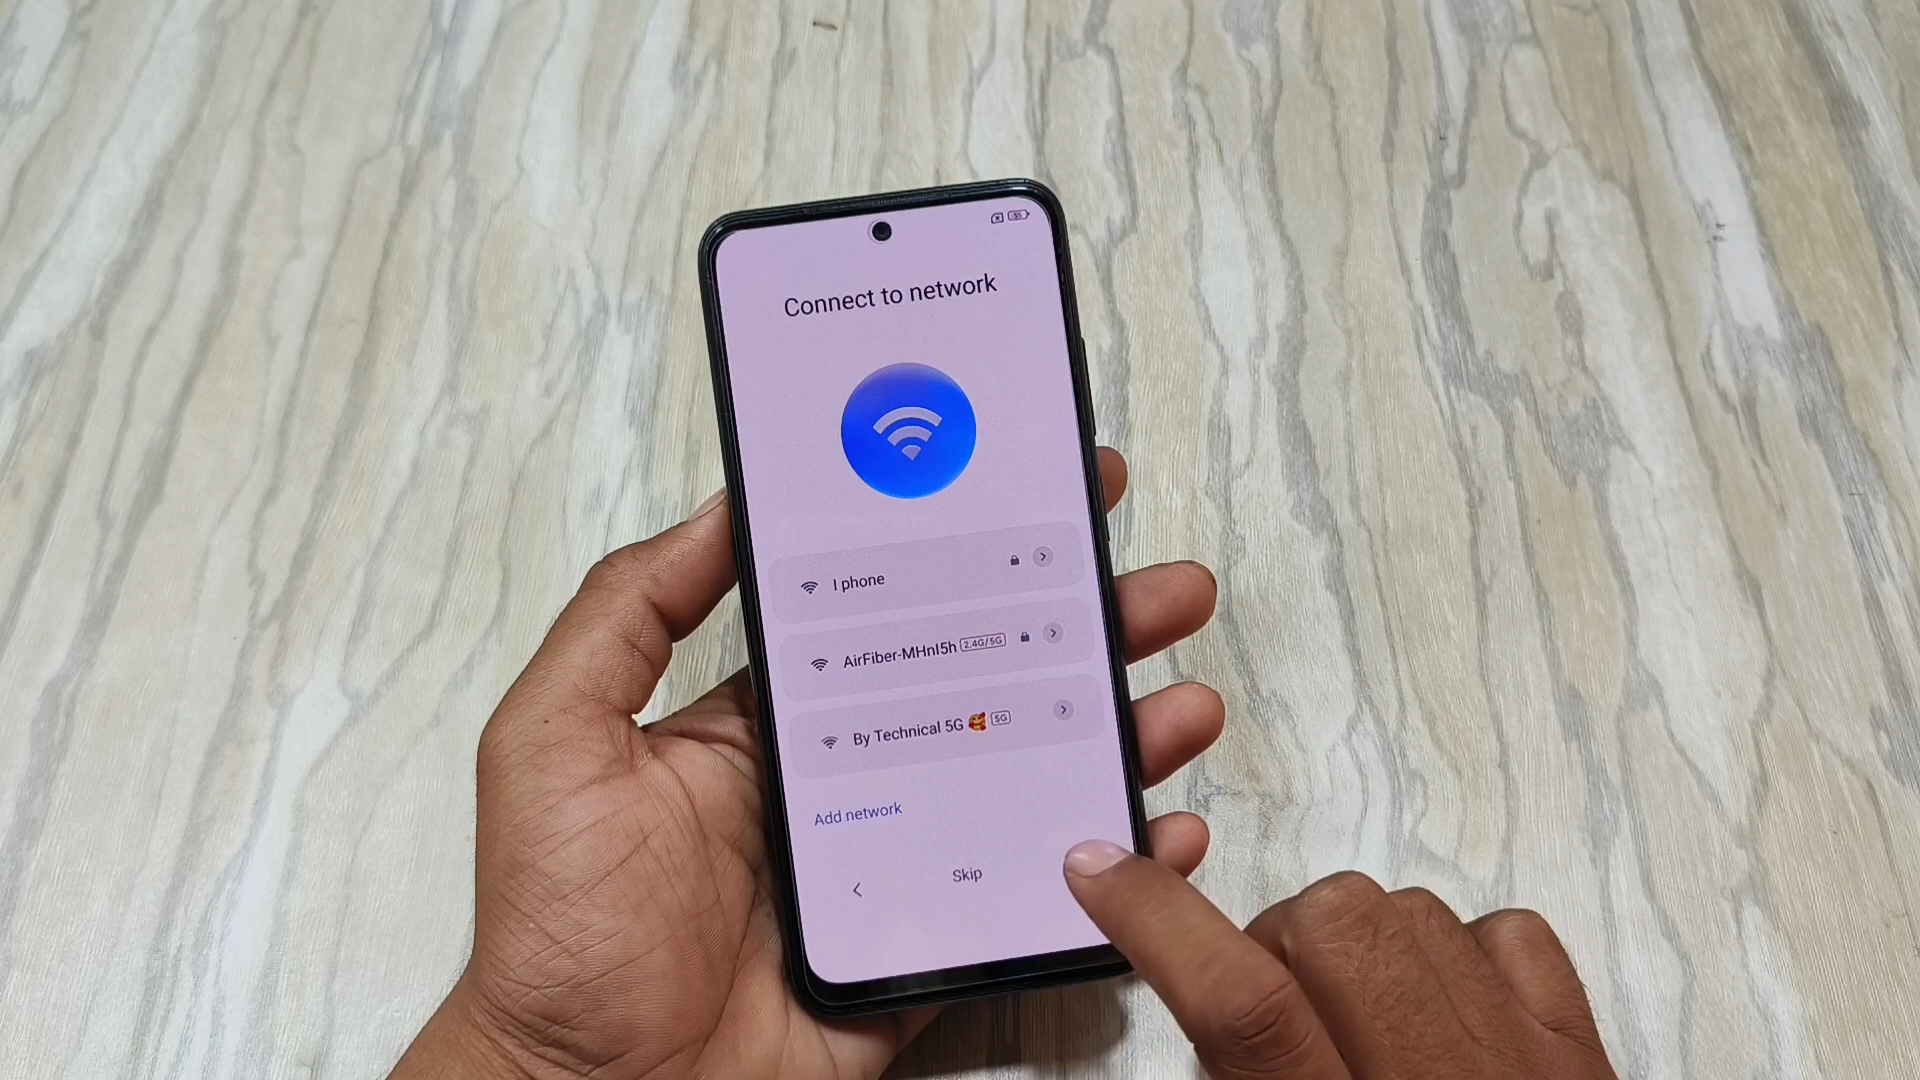 Connect to network
I phone
AirFiber-MHnI5h 2.4G/5G
By Technical 5G 🥰 5G
Add network
Skip